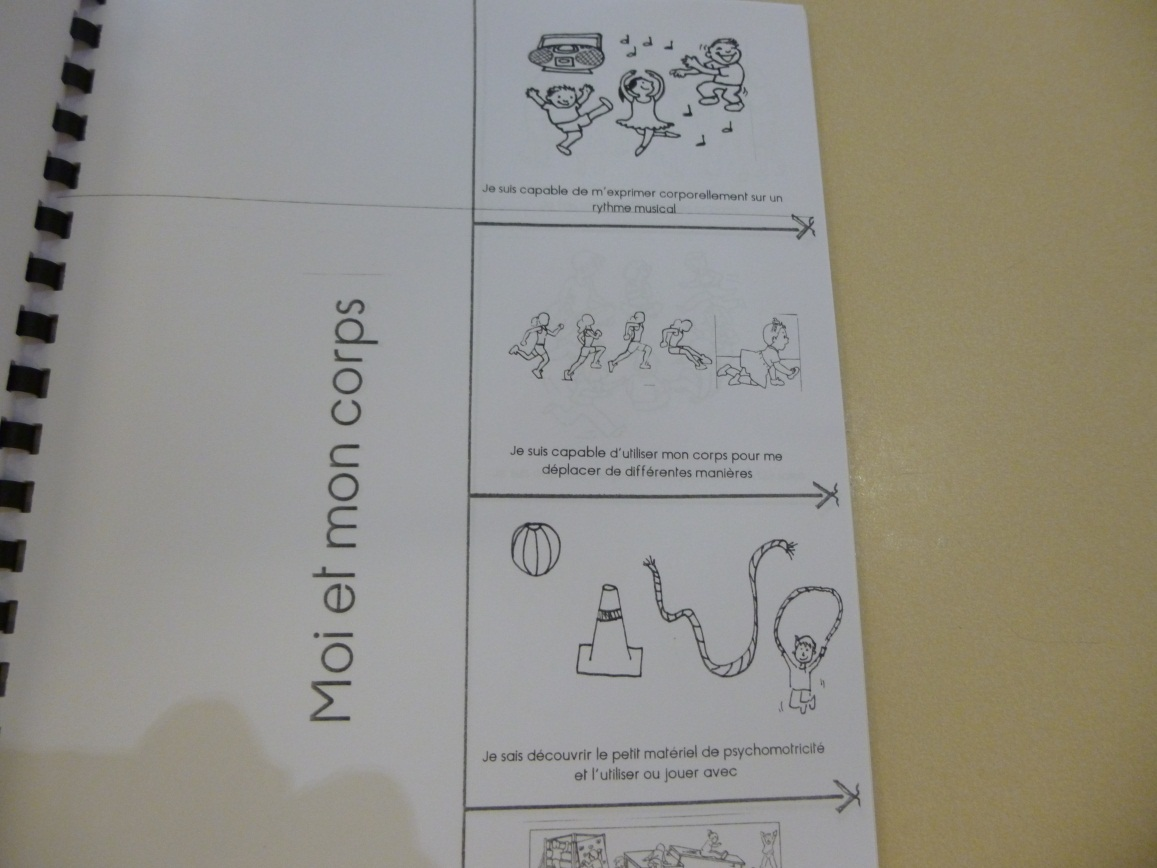 Moi et mon corps
Je suis capable de m'exprimer corporellement sur un
rythme musical
Je suis capable d'utiliser mon corps pour me
déplacer de différentes manières
Je sais découvrir le petit matériel de psychomotricité
et l'utiliser ou jouer avec